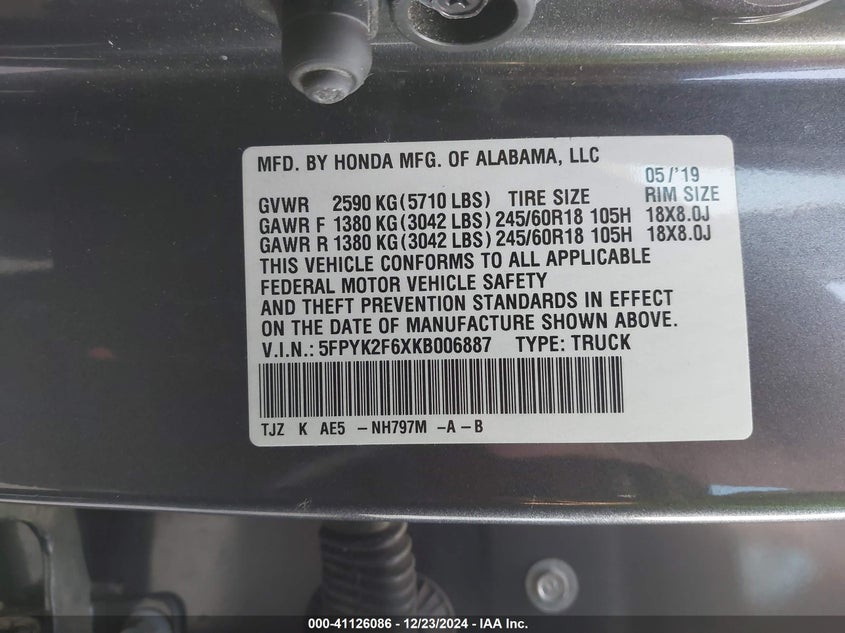 MFD. BY HONDA MFG. OF ALABAMA, LLC
05/'19
GVWR 2590 KG (5710 LBS) TIRE SIZE RIM SIZE
GAWR F 1380 KG (3042 LBS) 245/60R18 105H 18X8.0J
GAWR R 1380 KG (3042 LBS) 245/60R18 105H 18X8.0J
THIS VEHICLE CONFORMS TO ALL APPLICABLE
FEDERAL MOTOR VEHICLE SAFETY
AND THEFT PREVENTION STANDARDS IN EFFECT
ON THE DATE OF MANUFACTURE SHOWN ABOVE.
V.I.N.: 5FPYK2F6XKB006887 TYPE: TRUCK
TJZ K AE5 -NH797M -A-B
000-41126086 - 12/23/2024 - IAA Inc.